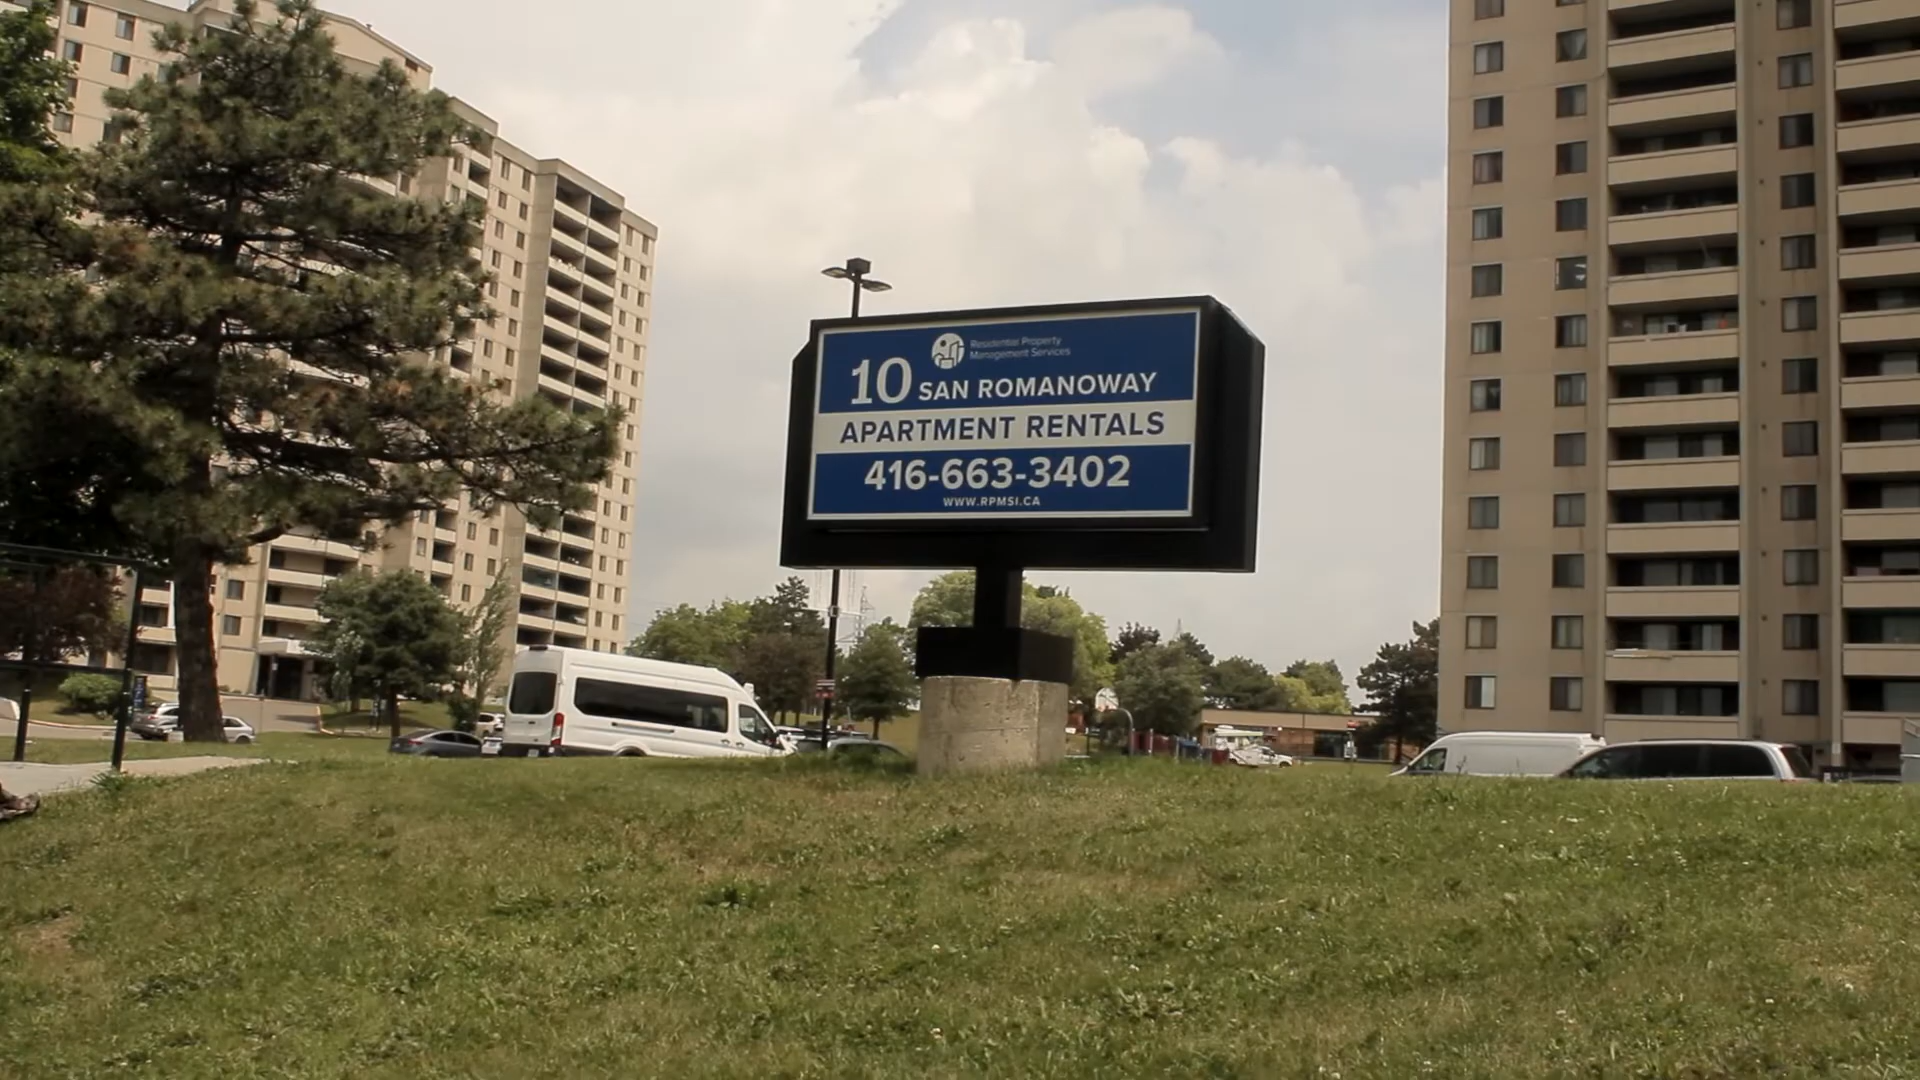 Residential Property
Management Services
10 SAN ROMANOWAY
APARTMENT RENTALS
416-663-3402
WWW.RPMSI.CA